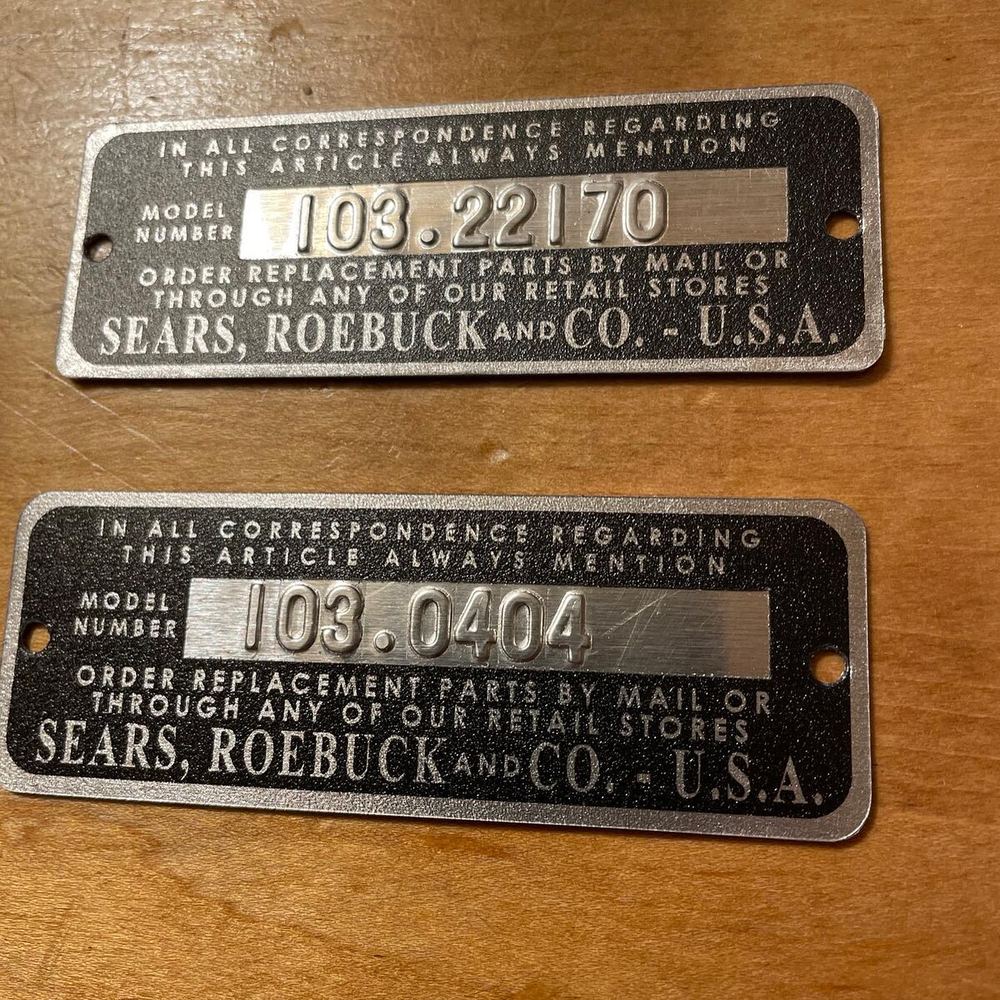 IN ALL CORRESPONDENCE REGARDING
THIS ARTICLE ALWAYS MENTION
MODEL
NUMBER
103.22170
ORDER REPLACEMENT PARTS BY MAIL OR
THROUGH ANY OF OUR RETAIL STORES
SEARS, ROEBUCK AND CO. - U.S.A.
IN ALL CORRESPONDENCE REGARDING
THIS ARTICLE ALWAYS MENTION
MODEL
NUMBER
103.0404
ORDER REPLACEMENT PARTS BY MAIL OR
THROUGH ANY OF OUR RETAIL STORES
SEARS, ROEBUCK AND CO. - U.S.A.